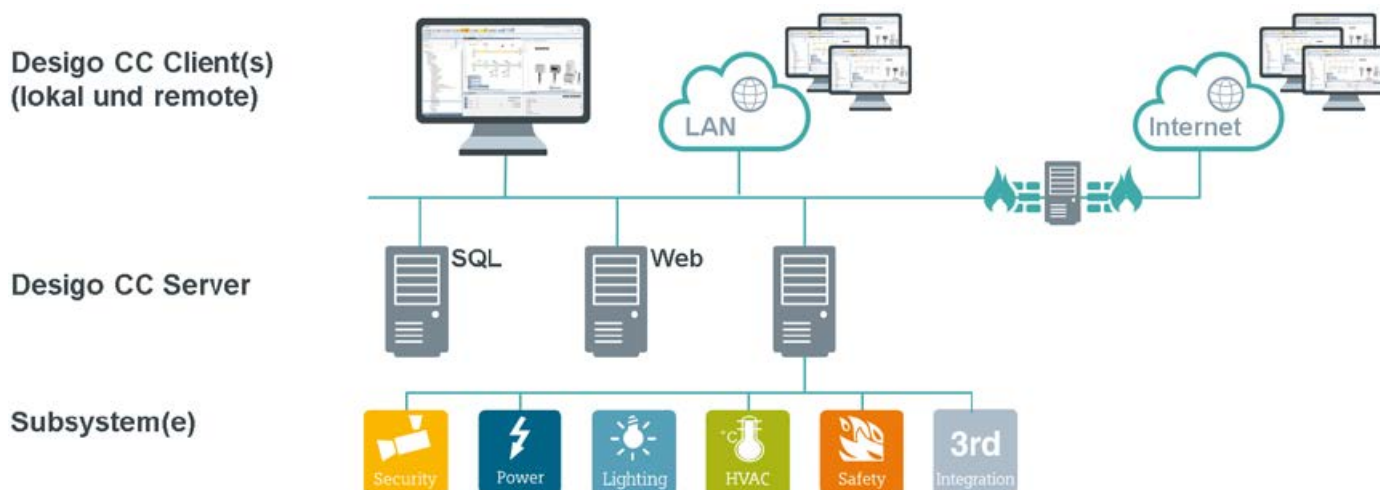 Desigo CC Client(s)
(lokal und remote)
LAN
Internet
SQL
Web
Desigo CC Server
Subsystem(e)
Security
Power
Lighting
°C
HVAC
Safety
3rd
Integration